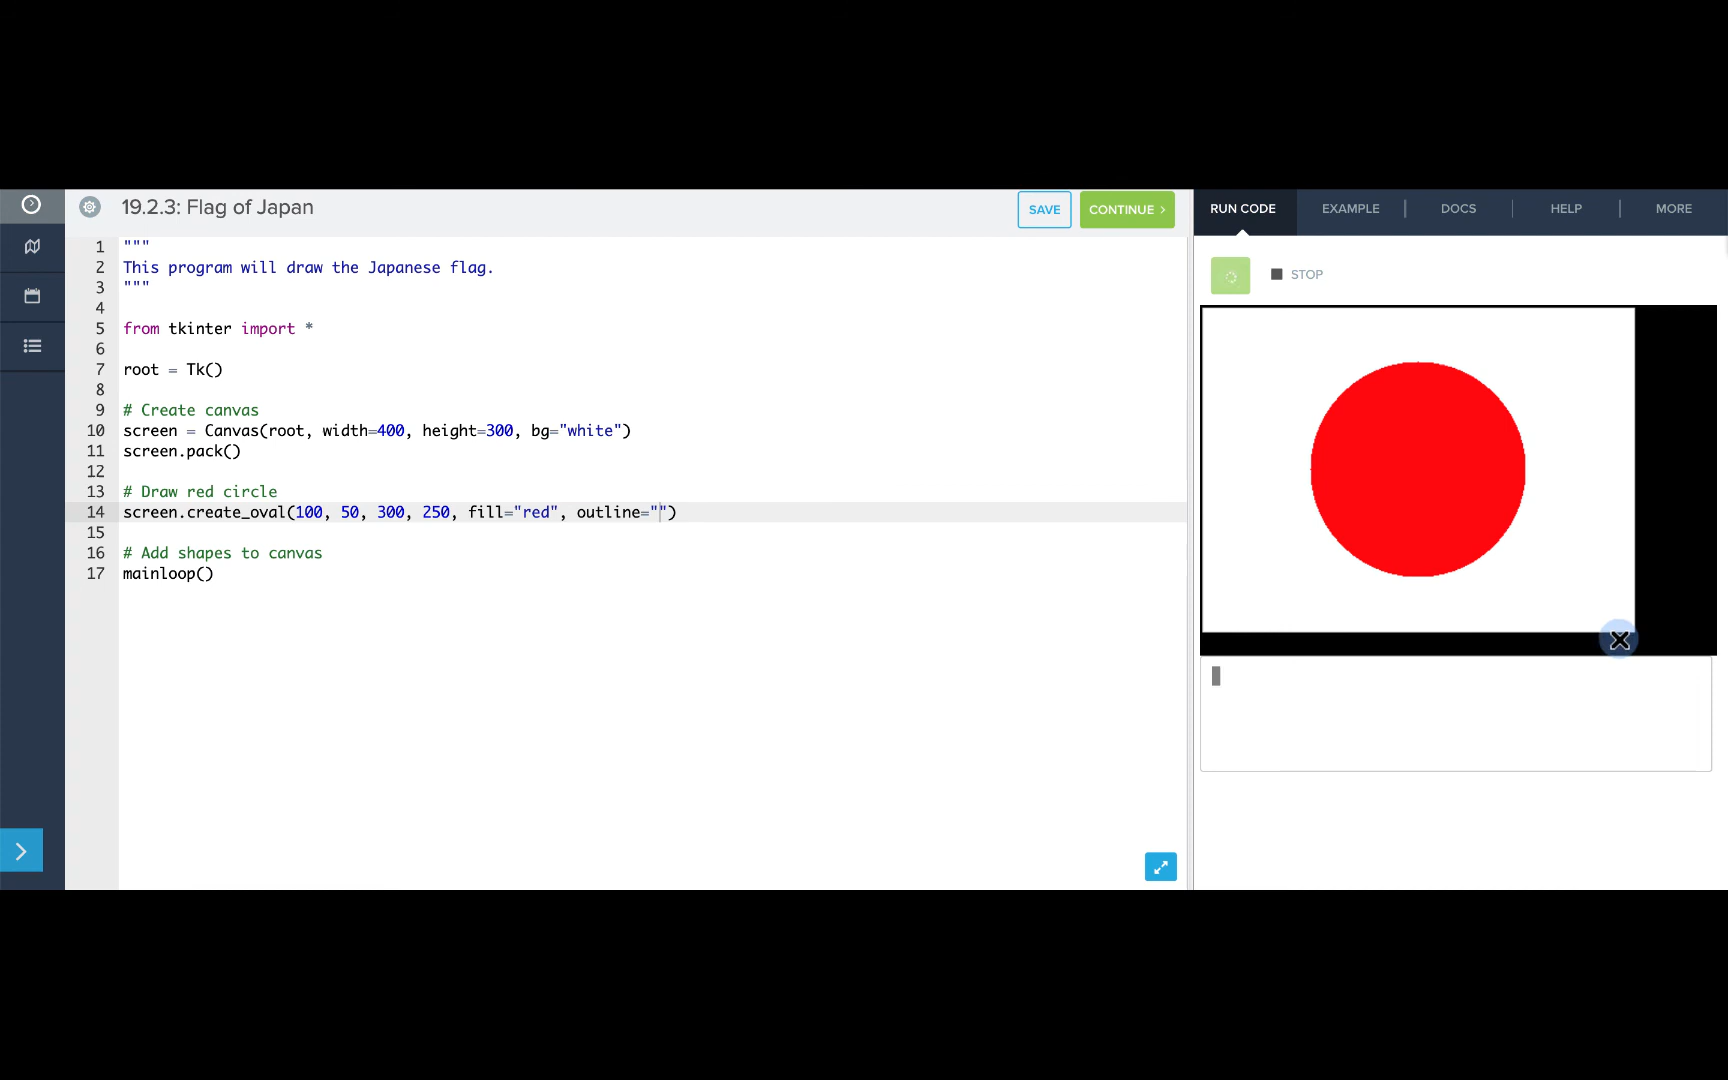 19.2.3: Flag of Japan
SAVE
CONTINUE >
RUN CODE
EXAMPLE
DOCS
HELP
MORE
STOP
1 """
2 This program will draw the Japanese flag.
3 """
4
5 from tkinter import *
6
7 root = Tk()
8
9 # Create canvas
10 screen = Canvas(root, width=400, height=300, bg="white")
11 screen.pack()
12
13 # Draw red circle
14 screen.create_oval(100, 50, 300, 250, fill="red", outline="")
15
16 # Add shapes to canvas
17 mainloop()